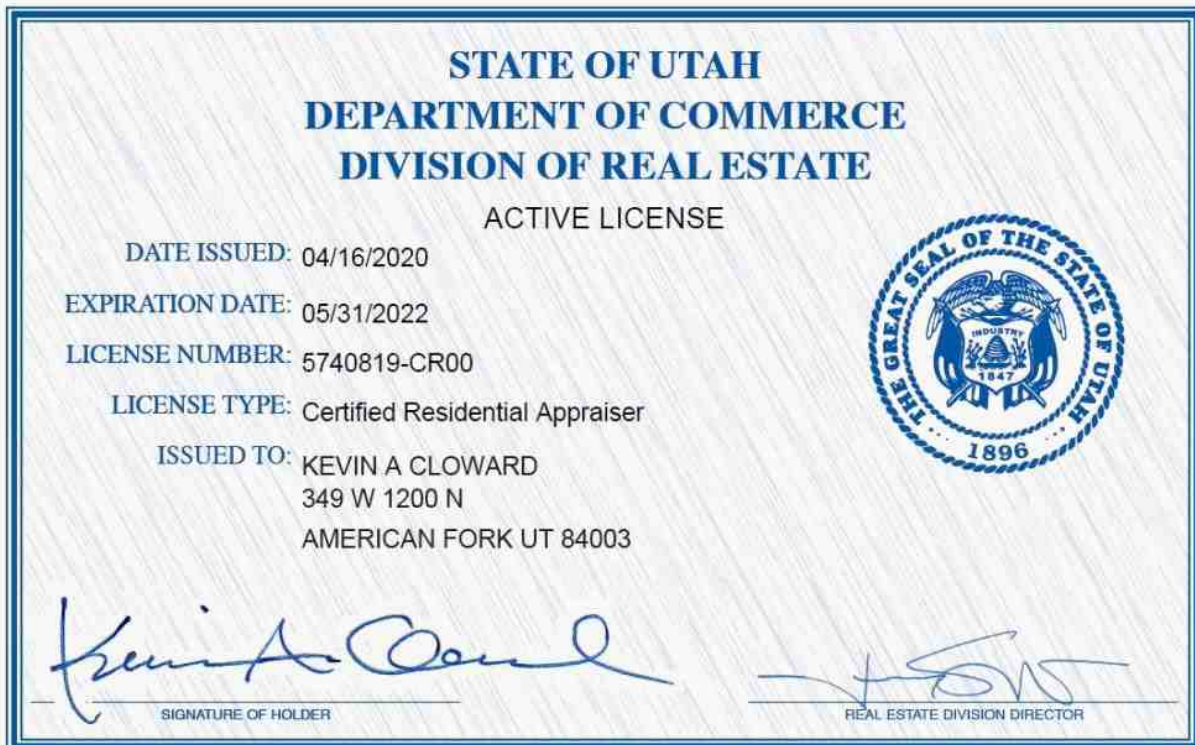 STATE OF UTAH
DEPARTMENT OF COMMERCE
DIVISION OF REAL ESTATE
ACTIVE LICENSE
DATE ISSUED: 04/16/2020
EXPIRATION DATE: 05/31/2022
LICENSE NUMBER: 5740819-CR00
LICENSE TYPE: Certified Residential Appraiser
ISSUED TO: KEVIN A CLOWARD
349 W 1200 N
AMERICAN FORK UT 84003
THE GREAT SEAL OF THE STATE OF UTAH
INDUSTRY
1847
1896
SIGNATURE OF HOLDER
REAL ESTATE DIVISION DIRECTOR